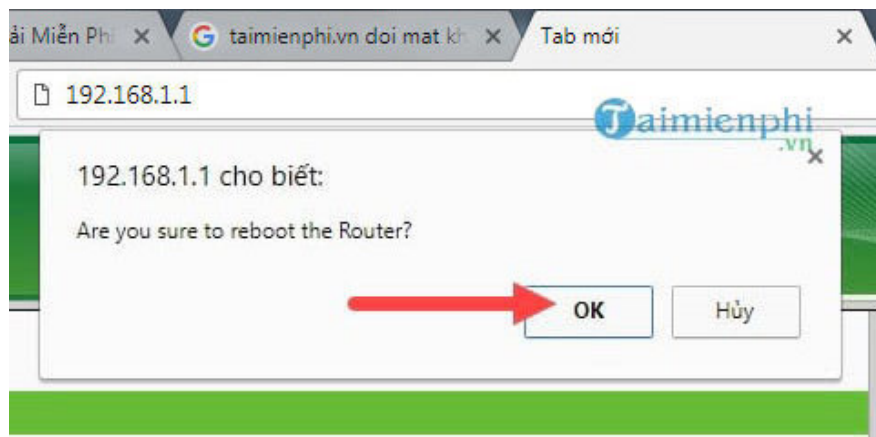 ải Miễn Phí
taimienphi.vn doi mat kh
Tab mới
192.168.1.1
Taimienphi
.vn
192.168.1.1 cho biết:
Are you sure to reboot the Router?
OK
Hủy